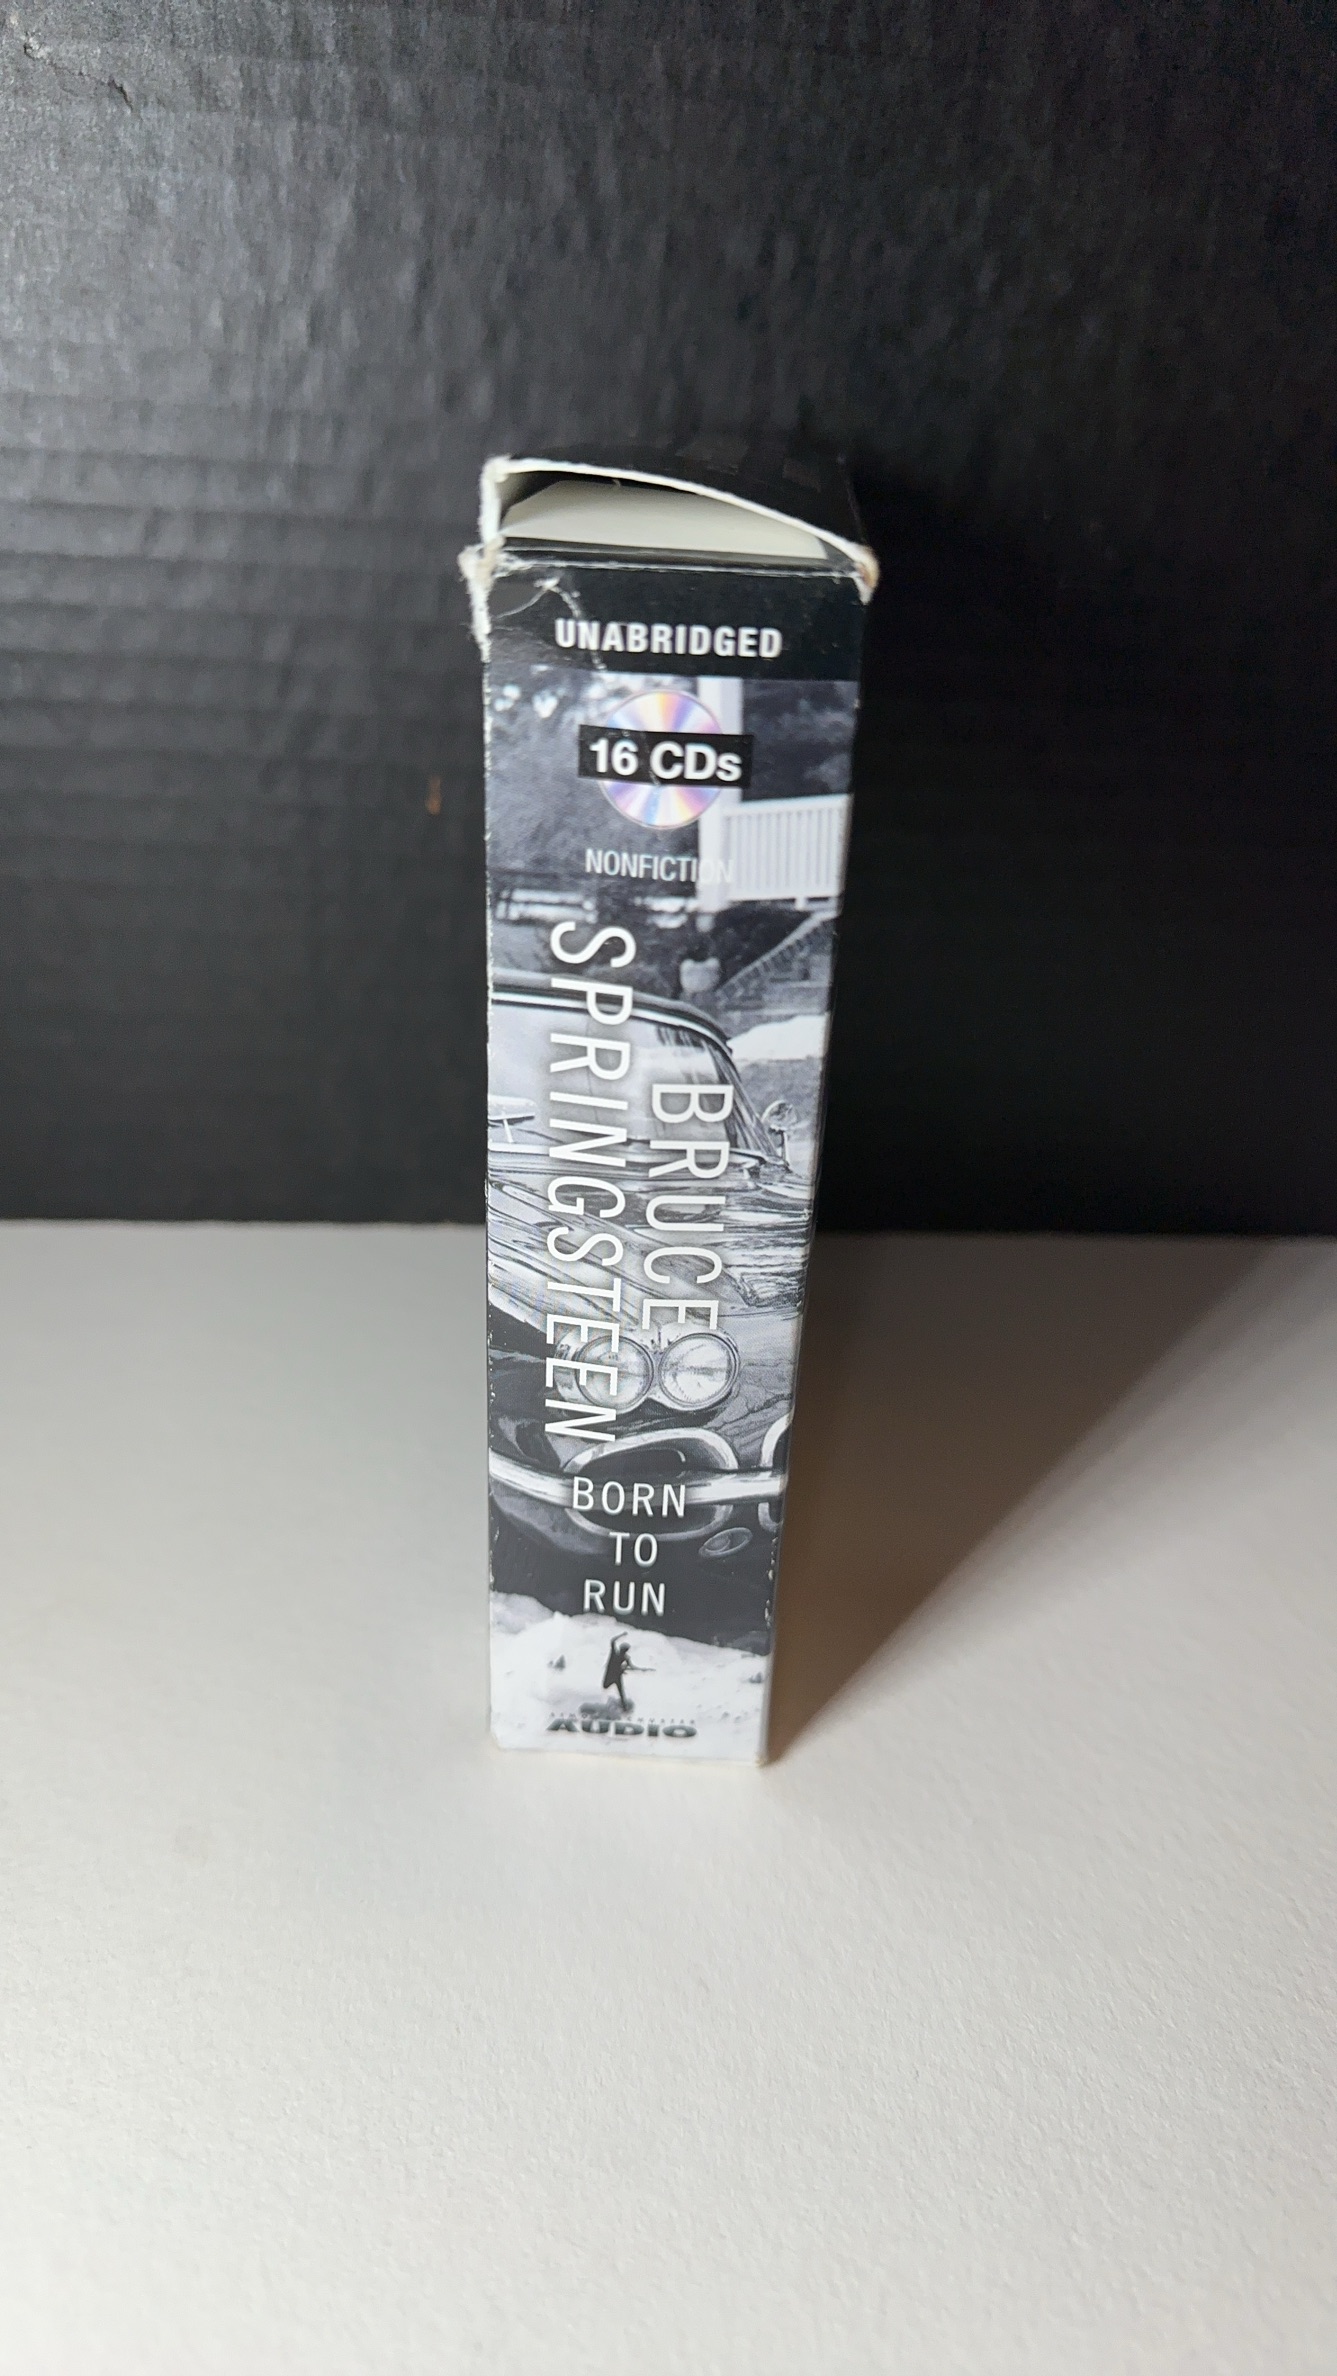 UNABRIDGED
16 CDs
NONFICTION
BRUCE
SPRINGSTEEN
BORN
TO
RUN
AUDIO